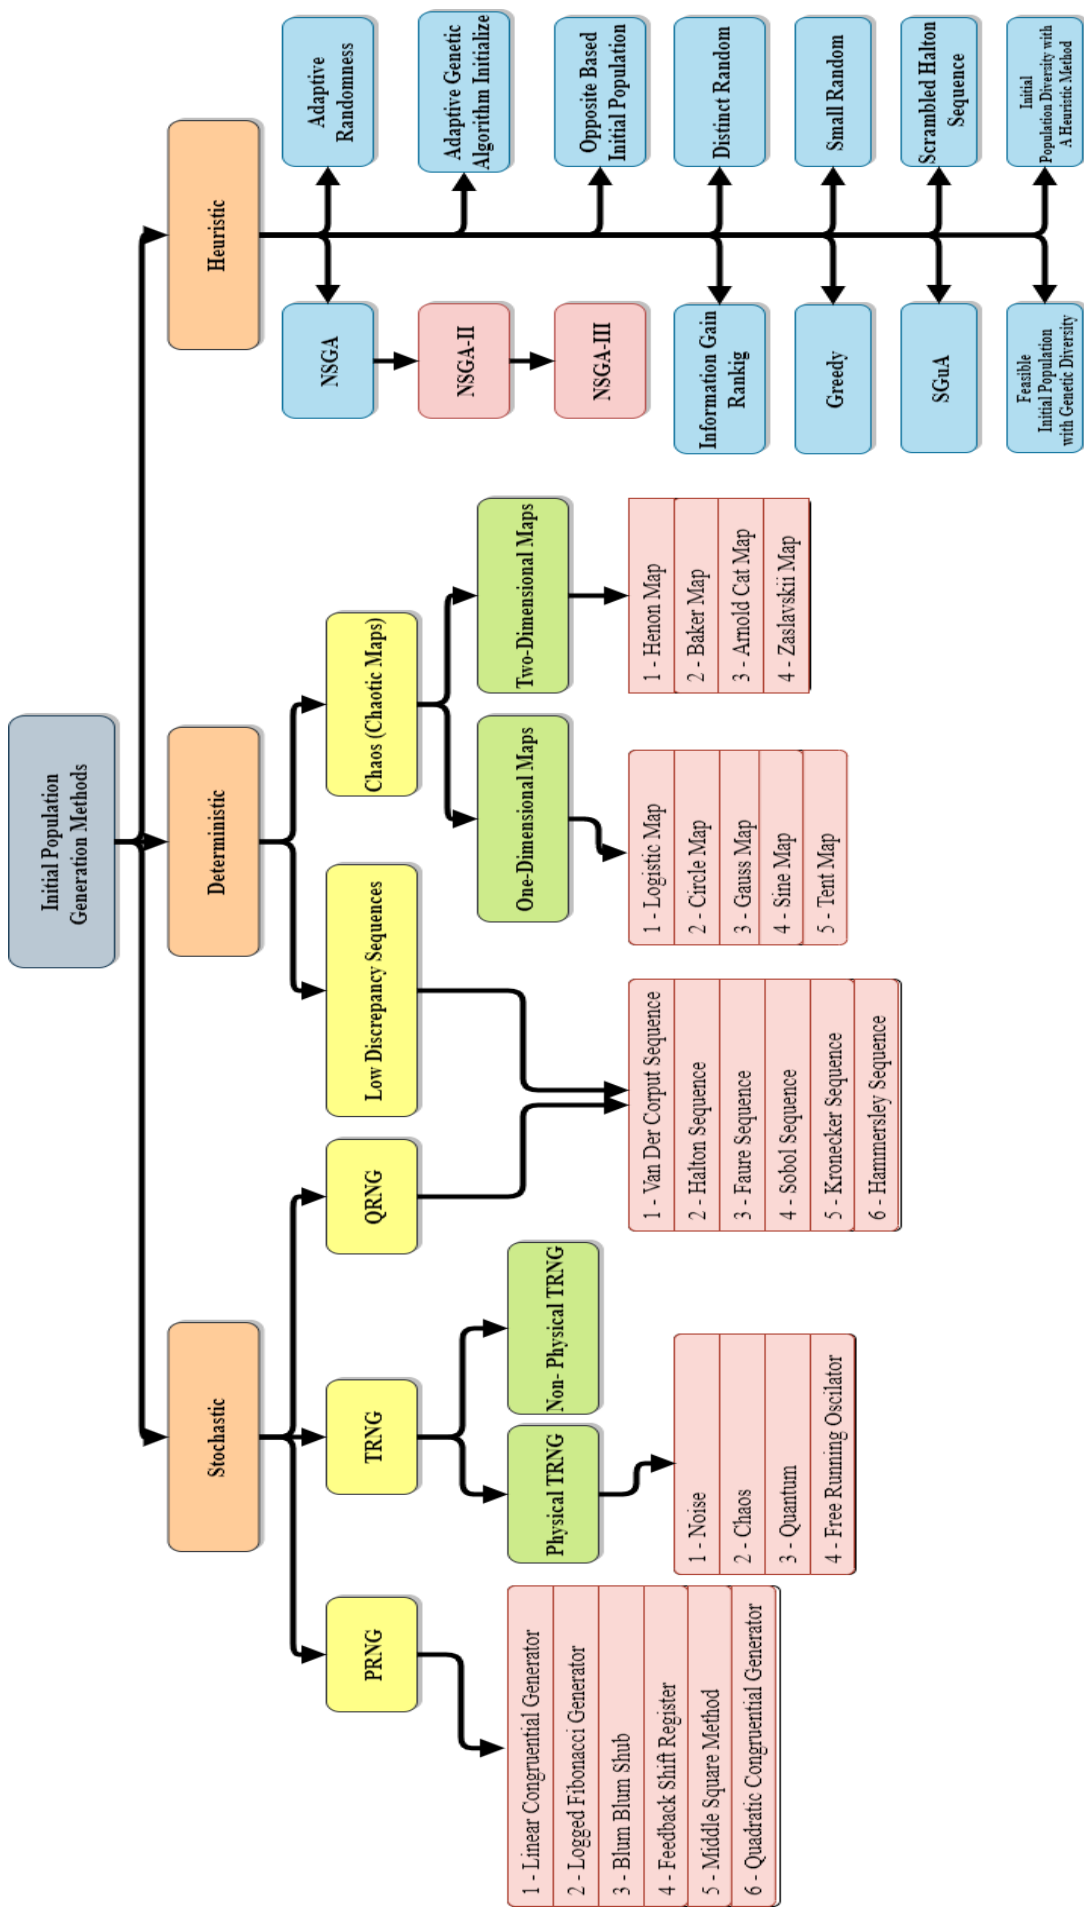 Initial Population
Generation Methods
Stochastic
Deterministic
Heuristic
PRNG
TRNG
QRNG
Low Discrepancy Sequences
Chaos (Chaotic Maps)
Physical TRNG
Non- Physical TRNG
One-Dimensional Maps
Two-Dimensional Maps
1 - Linear Congruential Generator
2 - Logged Fibonacci Generator
3 - Blum Blum Shub
4 - Feedback Shift Register
5 - Middle Square Method
6 - Quadratic Congruential Generator
1 - Noise
2 - Chaos
3 - Quantum
4 - Free Running Oscilator
1 - Van Der Corput Sequence
2 - Halton Sequence
3 - Faure Sequence
4 - Sobol Sequence
5 - Kronecker Sequence
6 - Hammersley Sequence
1 - Logistic Map
2 - Circle Map
3 - Gauss Map
4 - Sine Map
5 - Tent Map
1 - Henon Map
2 - Baker Map
3 - Arnold Cat Map
4 - Zaslavskii Map
NSGA
NSGA-II
NSGA-III
Information Gain
Rankig
Greedy
SGuA
Feasible
Initial Population
with Genetic Diversity
Adaptive
Randomness
Adaptive Genetic
Algorithm Initialize
Opposite Based
Initial Population
Distinct Random
Small Random
Scrambled Halton
Sequence
Initial
Population Diversity with
A Heuristic Method